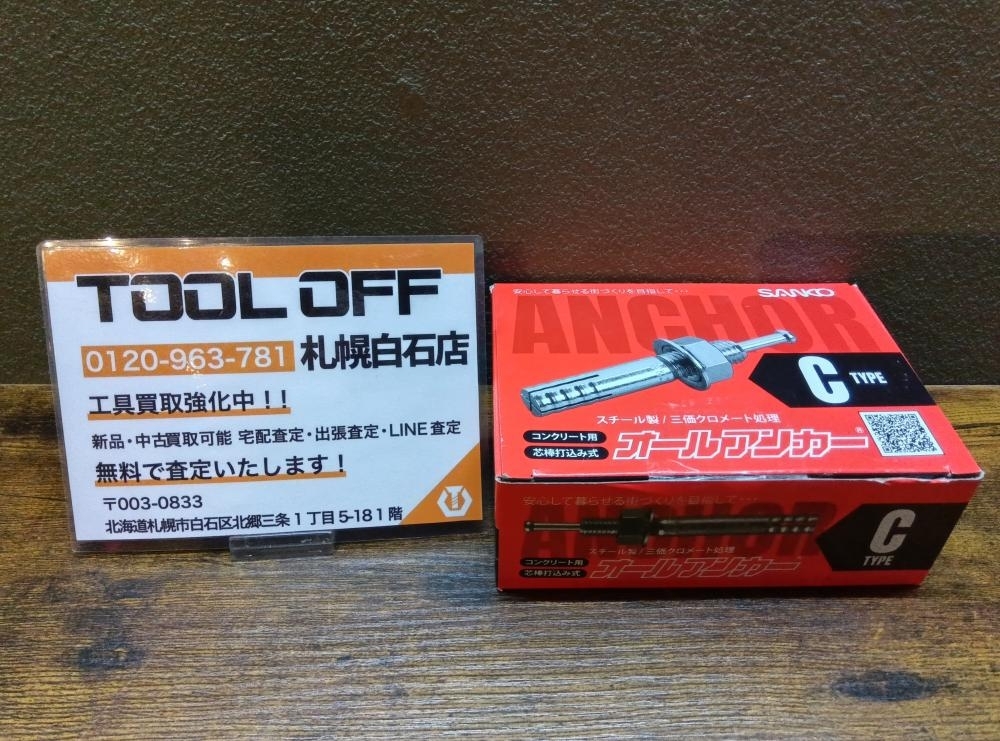 TOOL OFF
0120-963-781 札幌白石店
工具買取強化中！！
新品・中古買取可能 宅配査定・出張査定・LINE査定
無料で査定いたします！
〒003-0833
北海道札幌市白石区北郷三条1丁目5-18 1階
安心して暮らせる街づくりを目指して･･･
SANKO
ANCHOR
C TYPE
スチール製/三価クロメート処理
コンクリート用
芯棒打込み式
オールアンカー®
安心して暮らせる街づくりを目指して･･･
ANCHOR
C
TYPE
スチール製/三価クロメート処理
コンクリート用
芯棒打込み式
オールアンカー